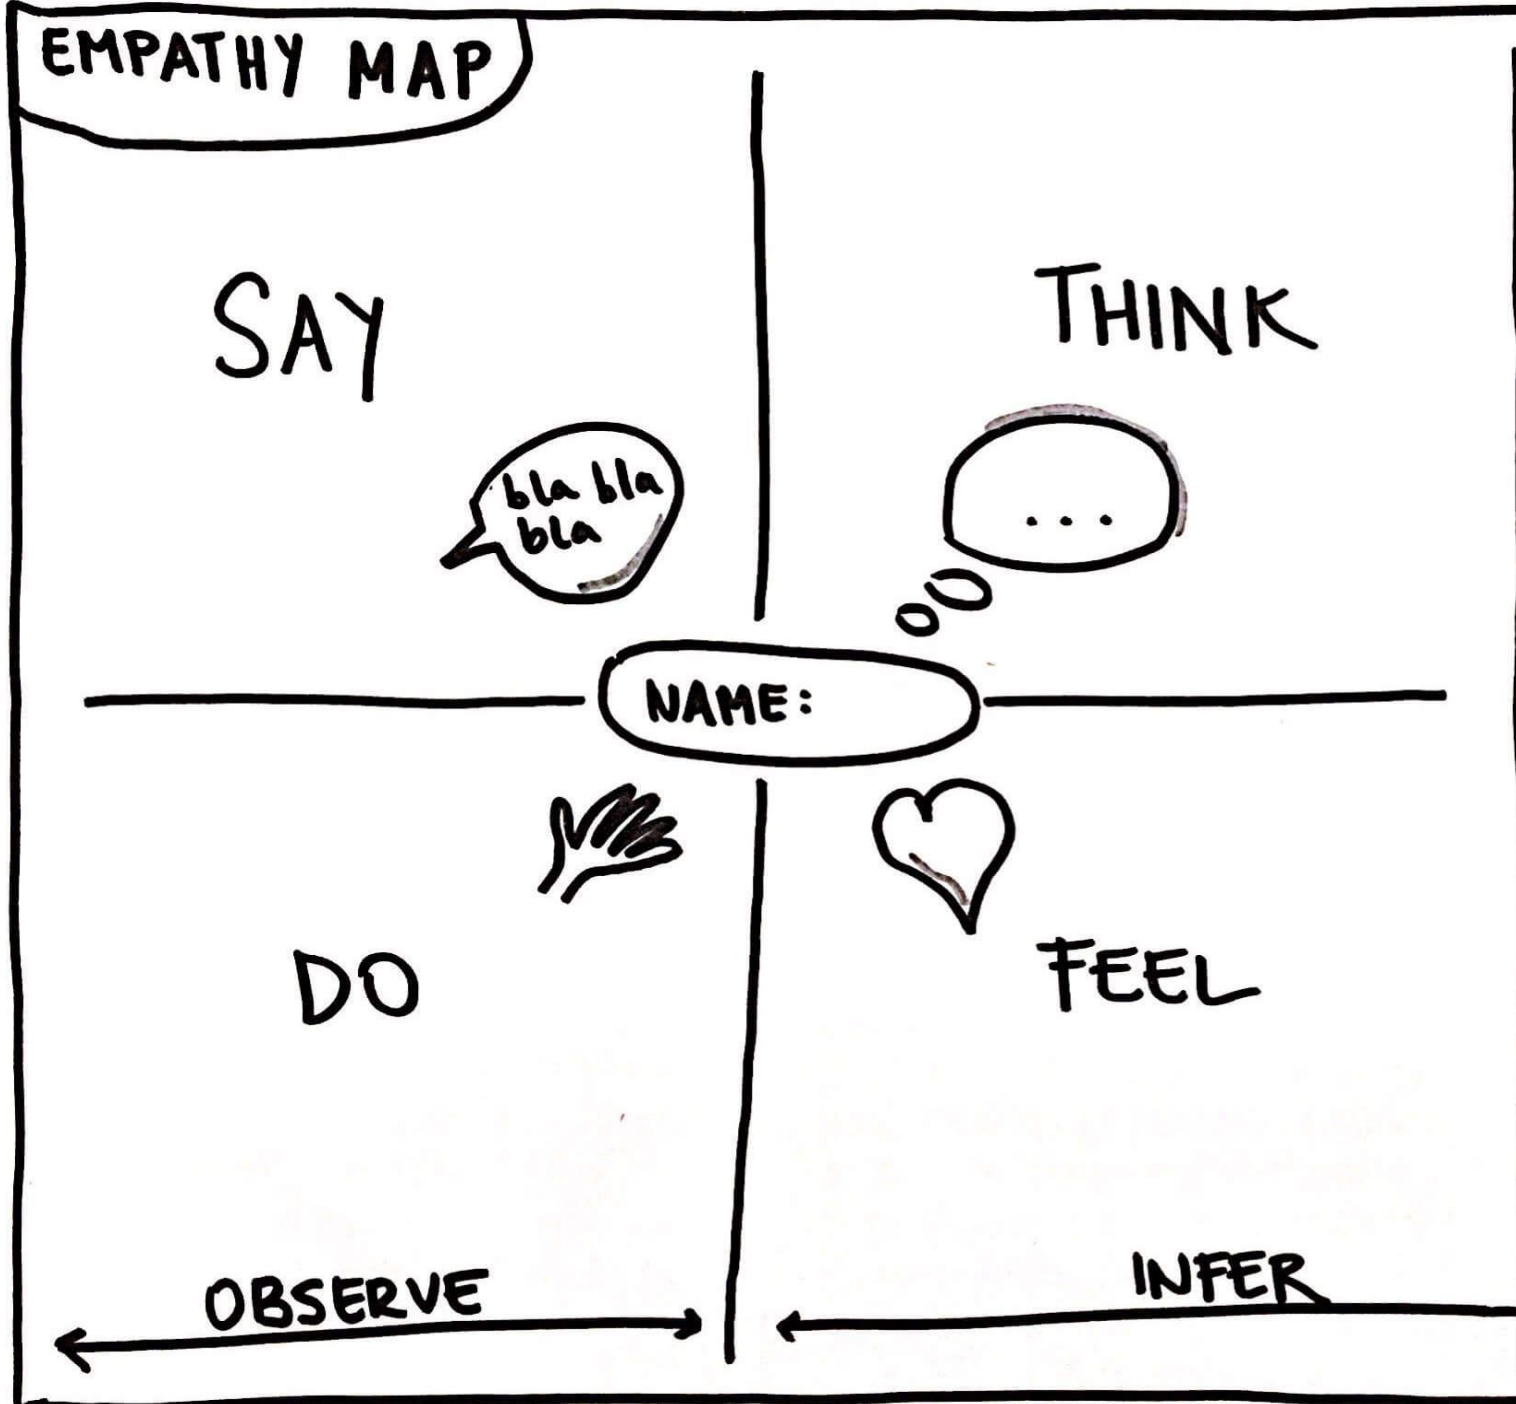 EMPATHY MAP
SAY
THINK
bla bla
bla
...
NAME:
DO
FEEL
OBSERVE
INFER